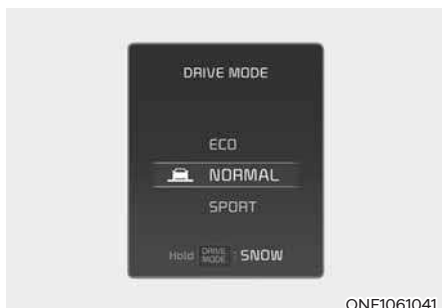 DRIVE MODE
ECO
NORMAL
SPORT
Hold DRIVE MODE : SNOW
ONE1061041